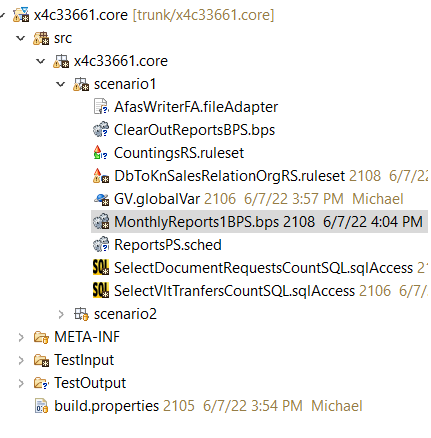 x4c33661.core [trunk/x4c33661.core]
src
x4c33661.core
scenario1
AfasWriterFA.fileAdapter
ClearOutReportsBPS.bps
CountingsRS.ruleset
DbToKnSalesRelationOrgRS.ruleset 2108 6/7/22
GV.globalVar 2106 6/7/22 3:57 PM Michael
MonthlyReports1BPS.bps 2108 6/7/22 4:04 PM
ReportsPS.sched
SQL SelectDocumentRequestsCountSQL.sqlAccess 2
SQL SelectVltTranfersCountSQL.sqlAccess 2106 6/7/
scenario2
META-INF
TestInput
TestOutput
build.properties 2105 6/7/22 3:54 PM Michael